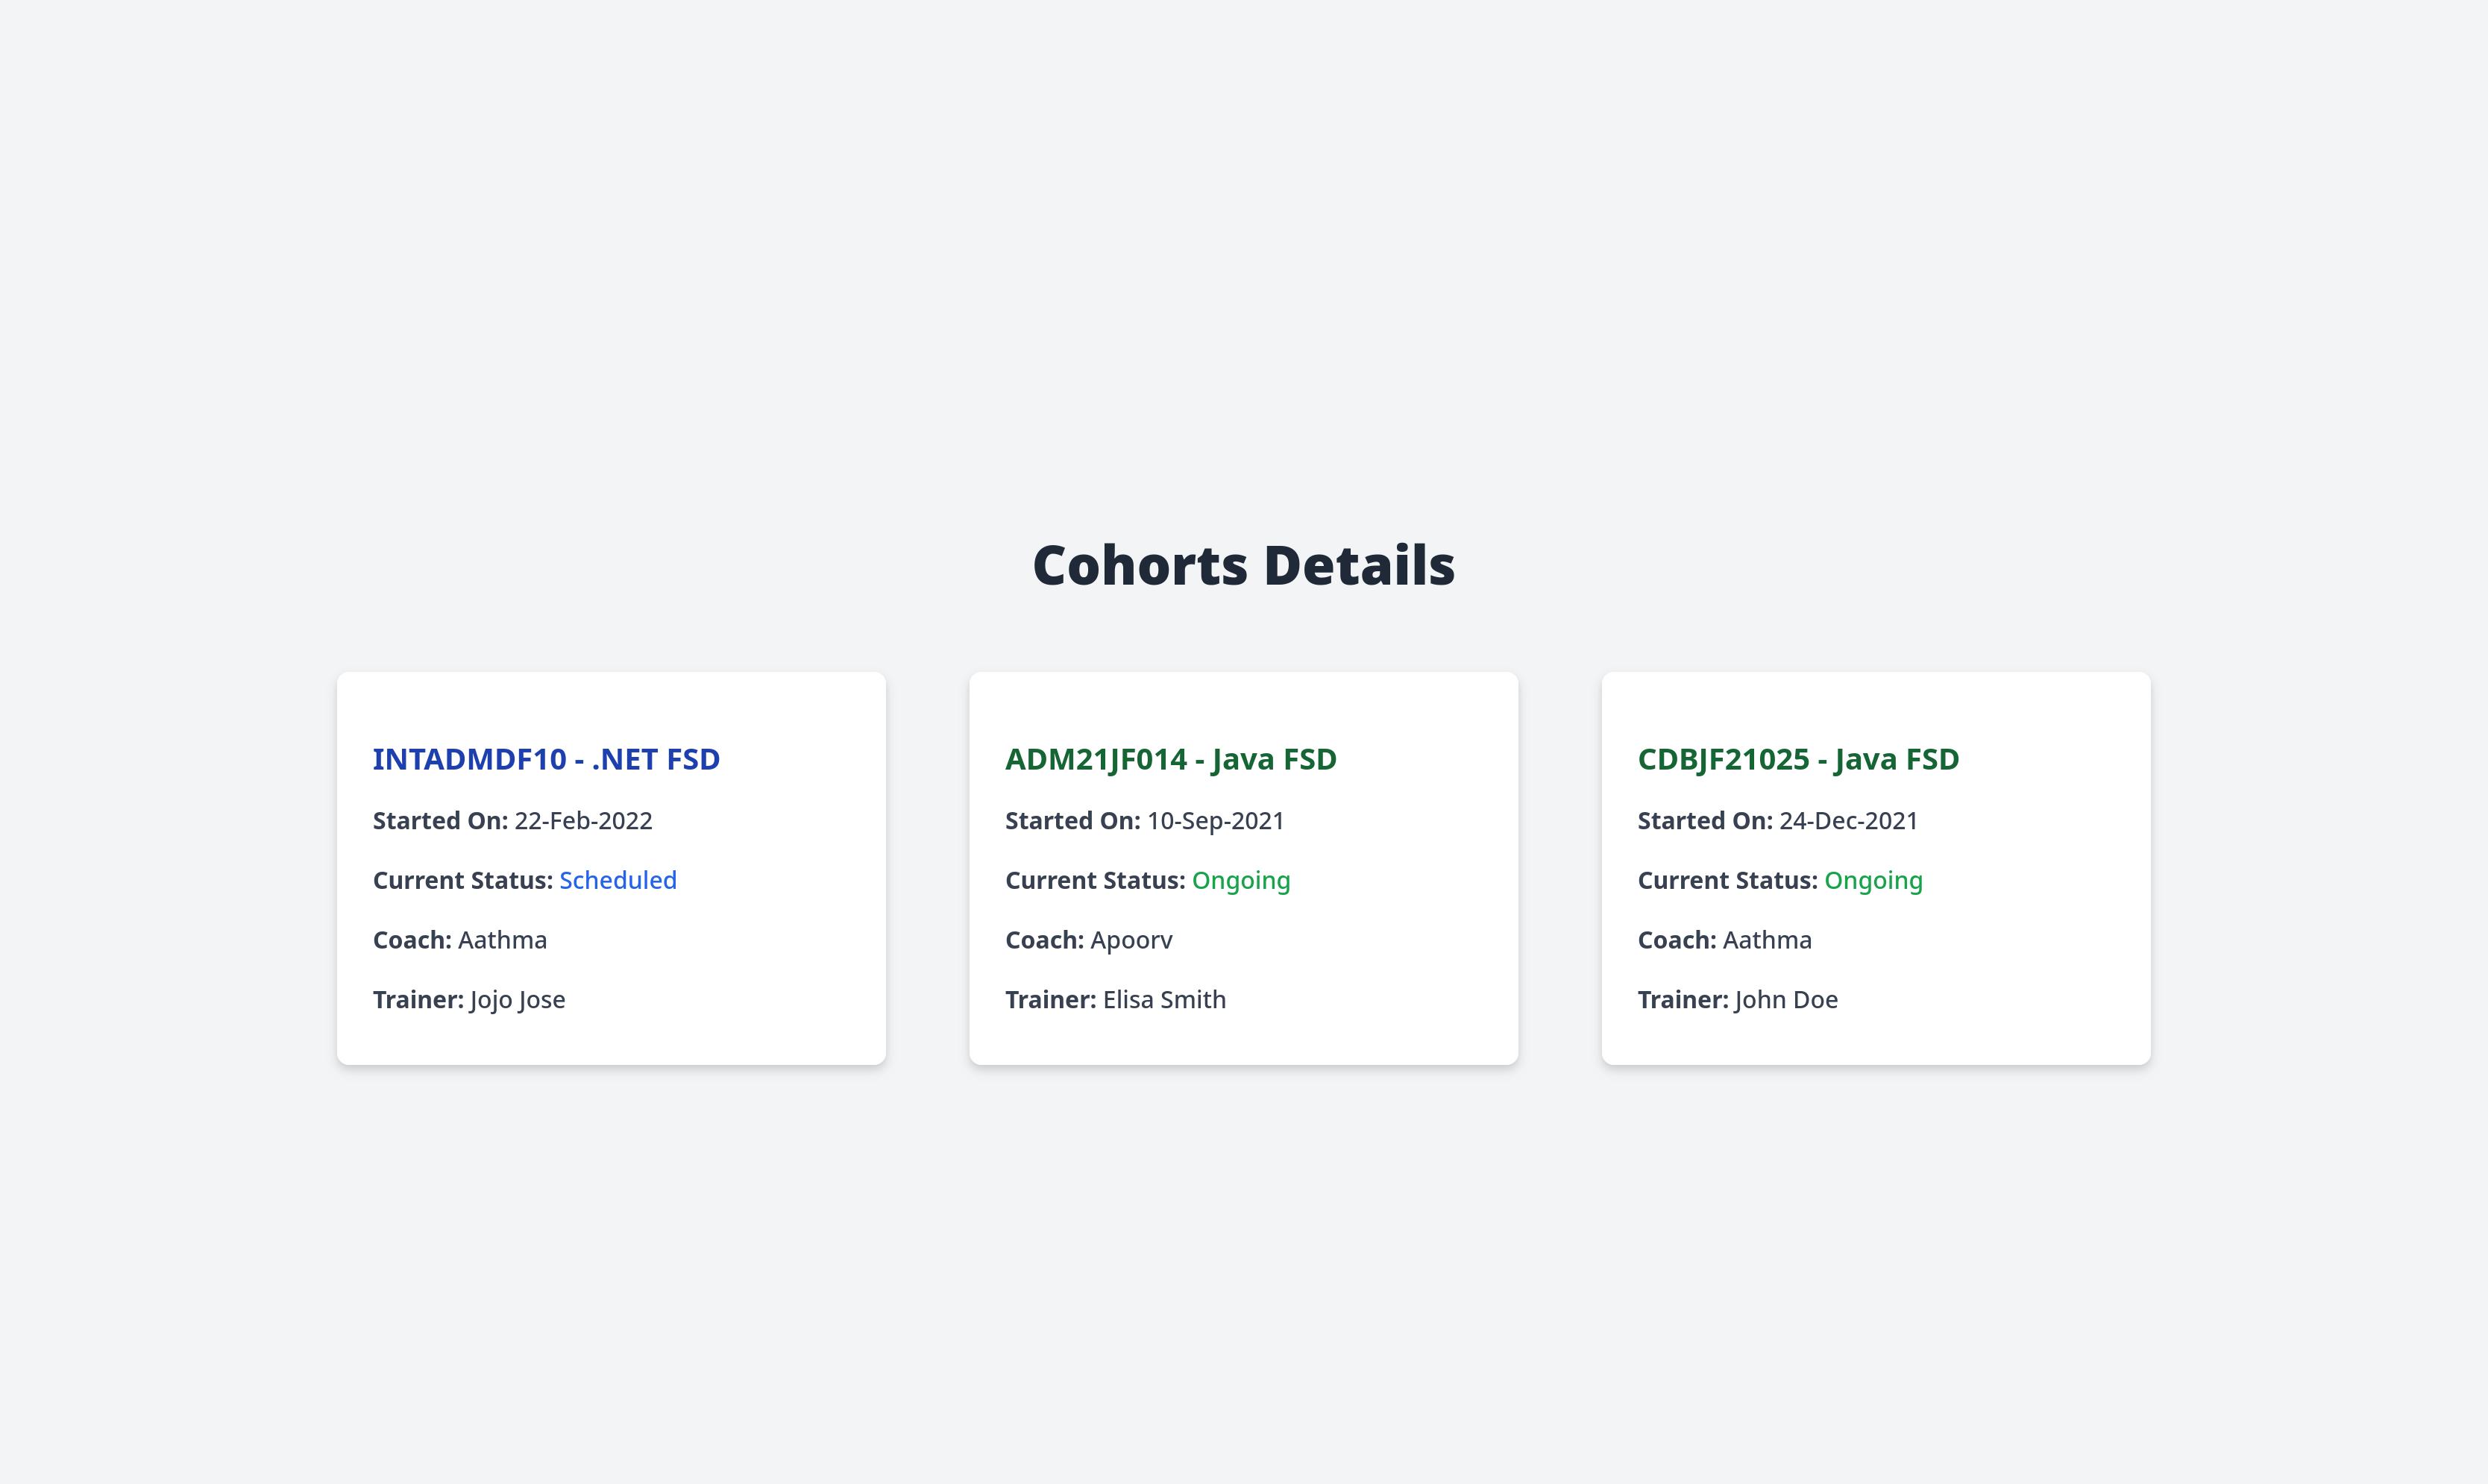 Cohorts Details
INTADMDF10 - .NET FSD
Started On: 22-Feb-2022
Current Status: Scheduled
Coach: Aathma
Trainer: Jojo Jose
ADM21JF014 - Java FSD
Started On: 10-Sep-2021
Current Status: Ongoing
Coach: Apoorv
Trainer: Elisa Smith
CDBJF21025 - Java FSD
Started On: 24-Dec-2021
Current Status: Ongoing
Coach: Aathma
Trainer: John Doe